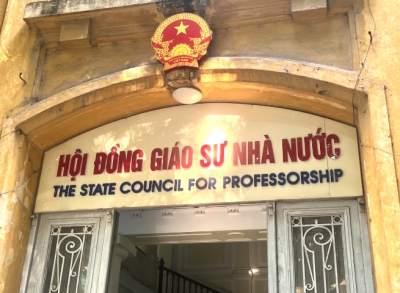 HỘI ĐỒNG GIÁO SƯ NHÀ NƯỚC
THE STATE COUNCIL FOR PROFESSORSHIP